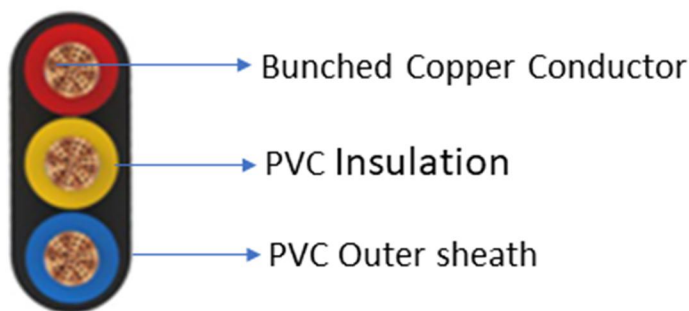 Bunched Copper Conductor
PVC Insulation
PVC Outer sheath